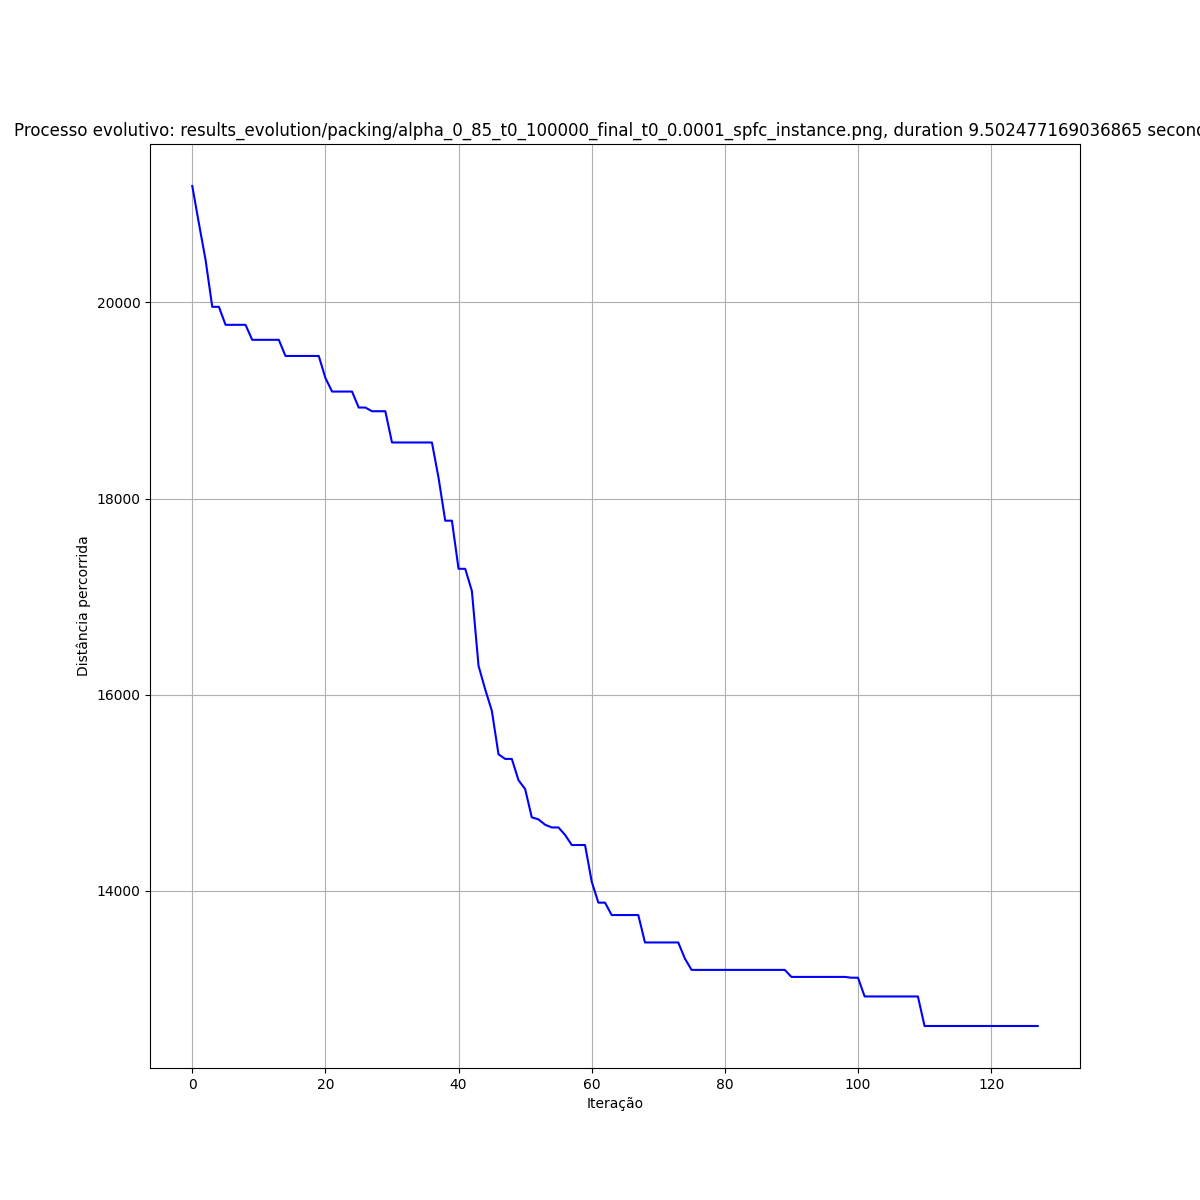 Processo evolutivo: results_evolution/packing/alpha_0_85_t0_100000_final_t0_0.0001_spfc_instance.png, duration 9.502477169036865
20000
18000
16000
14000
Distância percorrida
0 20 40 60 80 100 120
Iteração